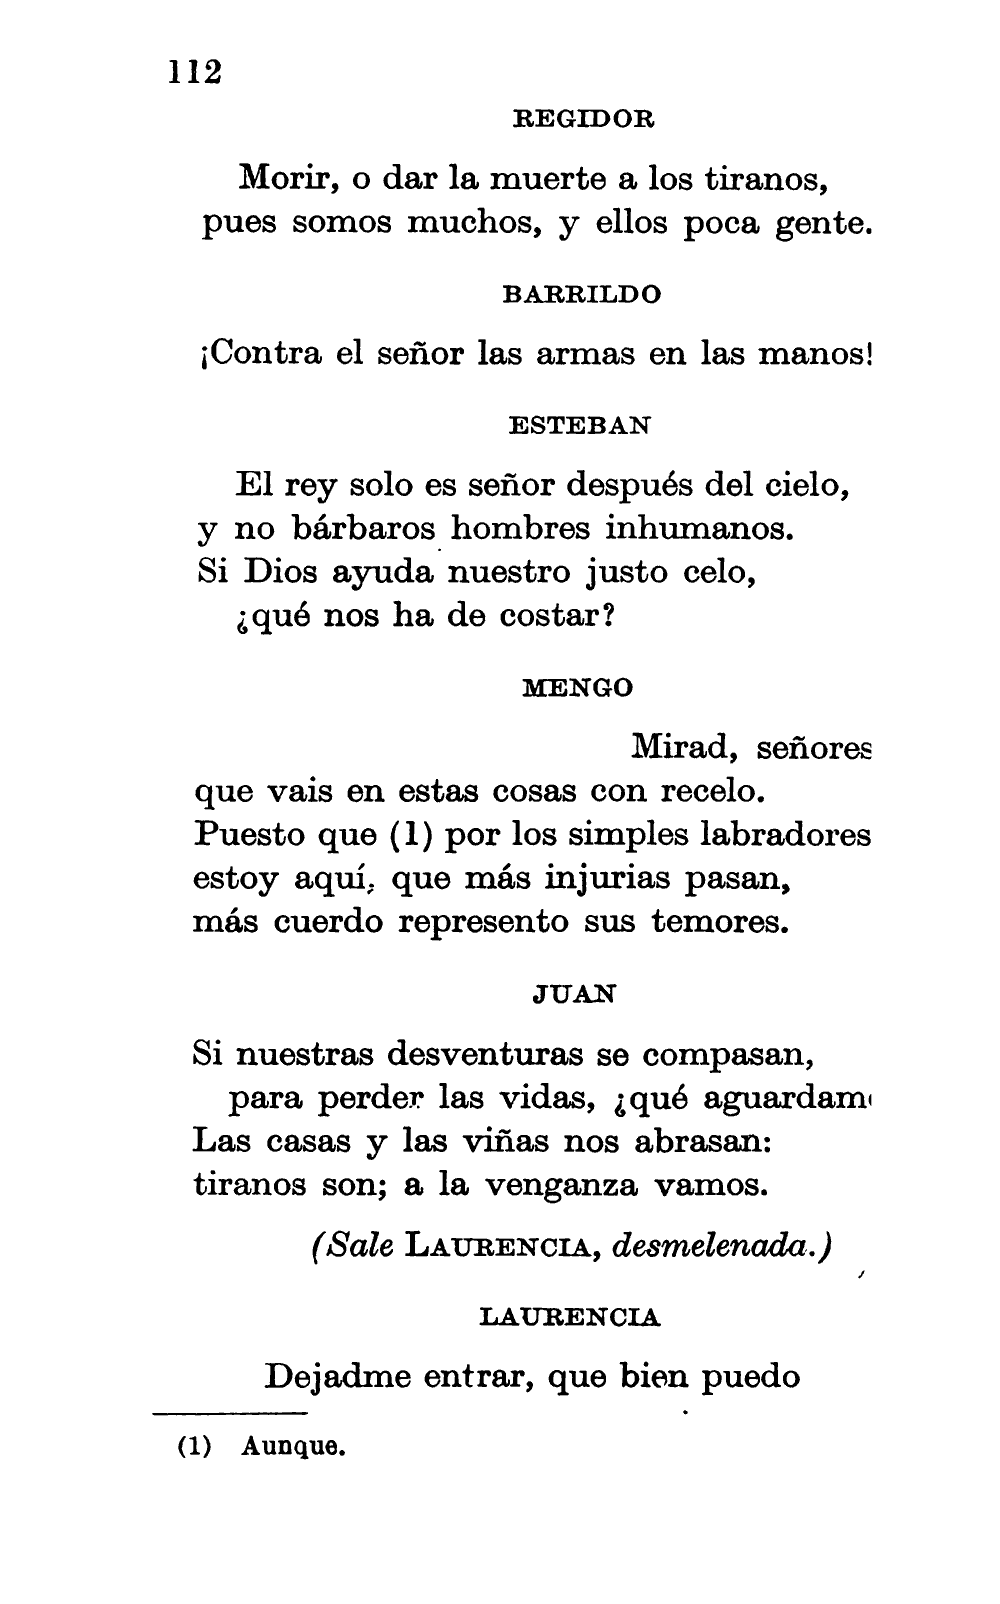 112
REGIDOR
Morir, o dar la muerte a los tiranos,
pues somos muchos, y ellos poca gente.
BARRILDO
¡Contra el señor las armas en las manos!
ESTEBAN
El rey solo es señor después del cielo,
y no bárbaros hombres inhumanos.
Si Dios ayuda nuestro justo celo,
¿qué nos ha de costar?
MENGO
Mirad, señores
que vais en estas cosas con recelo.
Puesto que (1) por los simples labradores
estoy aquí, que más injurias pasan,
más cuerdo represento sus temores.
JUAN
Si nuestras desventuras se compasan,
para perder las vidas, ¿qué
Las casas y las viñas nos abrasan:
tiranos son; a la venganza vamos.
(Sale LAURENCIA, desmelenada.)
LAURENCIA
Dejadme entrar, que bien puedo
(1) Aunque.